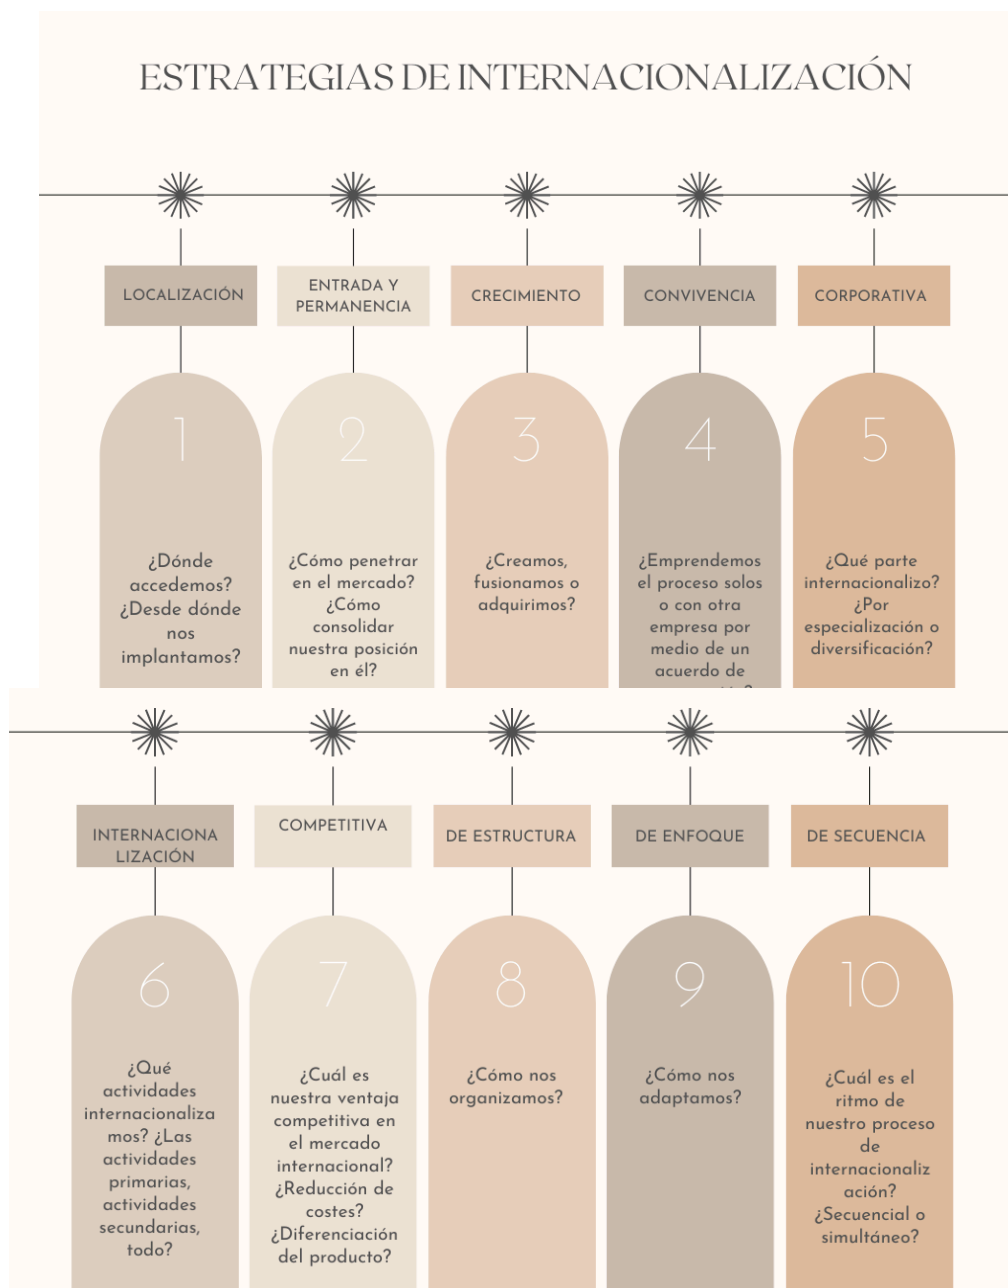 ESTRATEGIAS DE INTERNACIONALIZACIÓN
LOCALIZACIÓN
1
¿Dónde
accedemos?
¿Desde dónde
nos
implantamos?
ENTRADA Y
PERMANENCIA
2
¿Cómo penetrar
en el mercado?
¿Cómo
consolidar
nuestra posición
en él?
CRECIMIENTO
3
¿Creamos,
fusionamos o
adquirimos?
CONVIVENCIA
4
¿Emprendemos
el proceso solos
o con otra
empresa por
medio de un
acuerdo de
CORPORATIVA
5
¿Qué parte
internacionalizo?
¿Por
especialización o
diversificación?
INTERNACIONA
LIZACIÓN
6
¿Qué
actividades
internacionaliza
mos? ¿Las
actividades
primarias,
actividades
secundarias,
todo?
COMPETITIVA
7
¿Cuál es
nuestra ventaja
competitiva en
el mercado
internacional?
¿Reducción de
costes?
¿Diferenciación
del producto?
DE ESTRUCTURA
8
¿Cómo nos
organizamos?
DE ENFOQUE
9
¿Cómo nos
adaptamos?
DE SECUENCIA
10
¿Cuál es el
ritmo de
nuestro proceso
de
internacionaliz
ación?
¿Secuencial o
simultáneo?